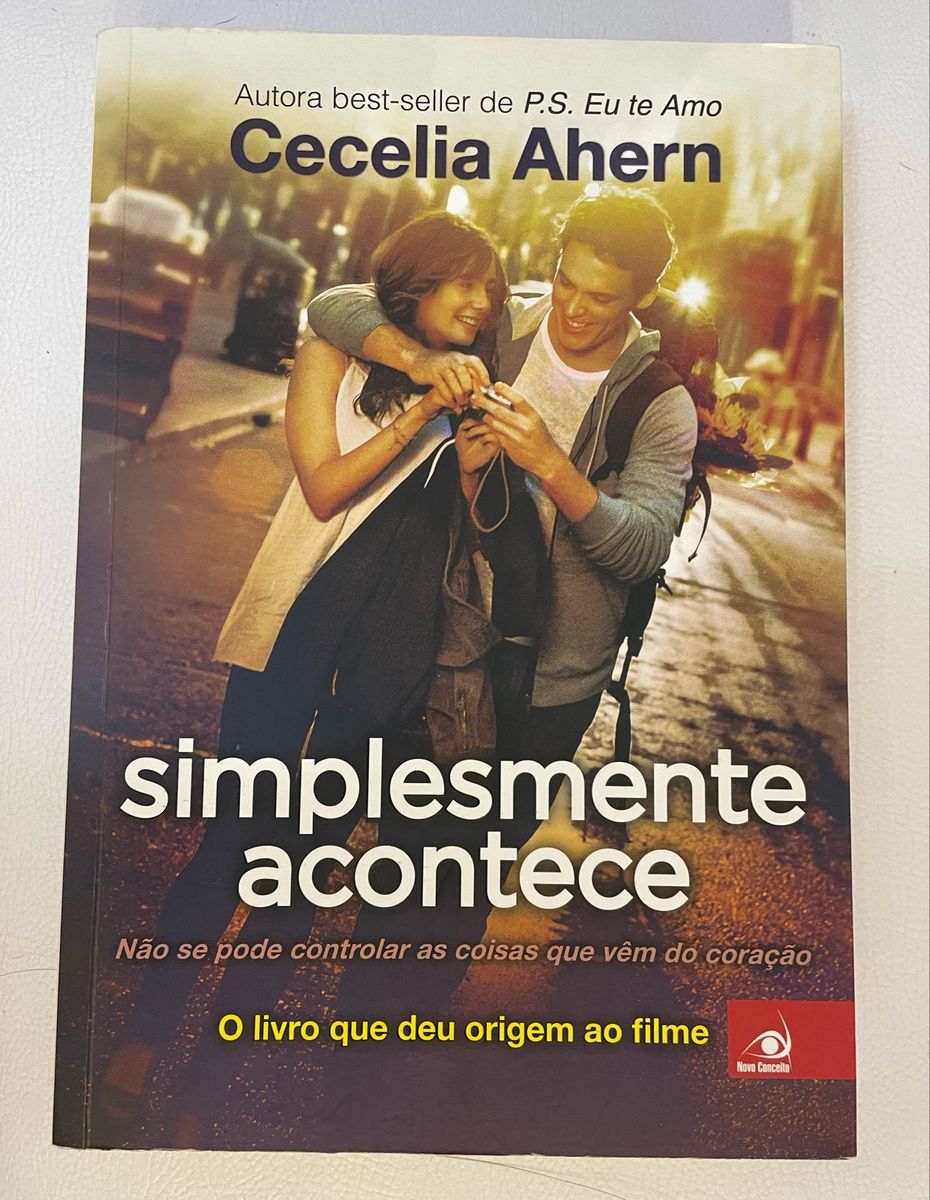 Autora best-seller de P.S. Eu te Amo
Cecelia Ahern
simplesmente
acontece
Não se pode controlar as coisas que vêm do coração
O livro que deu origem ao filme
Novo Conceito